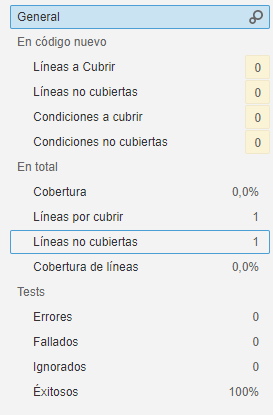 General
En código nuevo
Líneas a Cubrir 0
Líneas no cubiertas 0
Condiciones a cubrir 0
Condiciones no cubiertas 0
En total
Cobertura 0,0%
Líneas por cubrir 1
Líneas no cubiertas 1
Cobertura de líneas 0,0%
Tests
Errores 0
Fallados 0
Ignorados 0
Éxitosos 100%